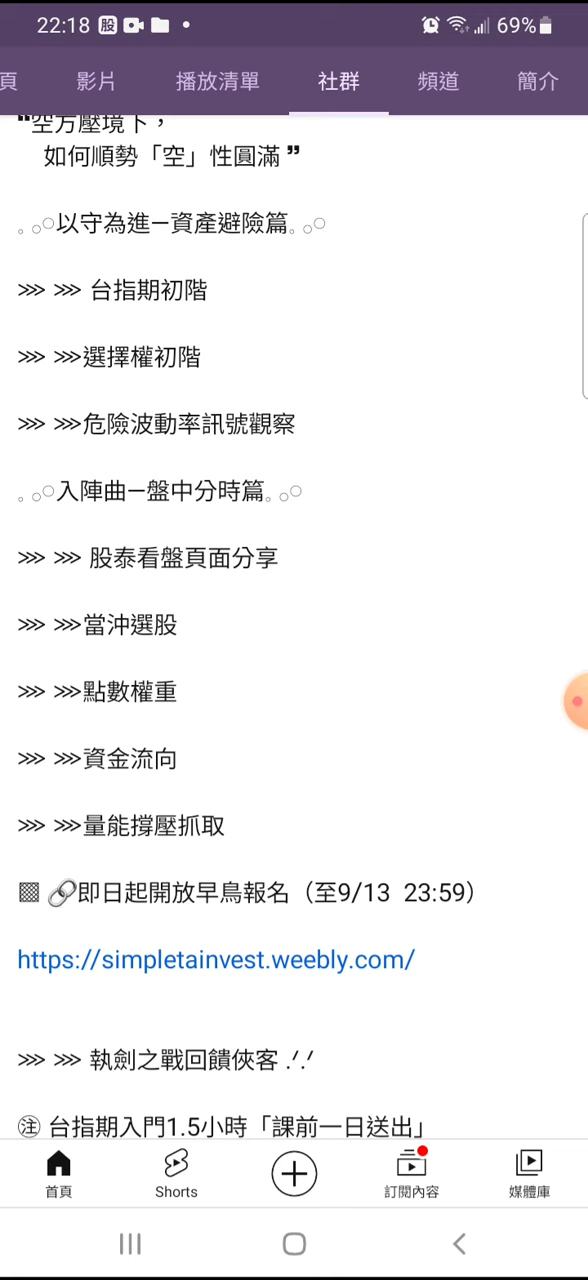 22:18 股 69%
頁 影片 播放清單 社群 頻道 簡介
❝空方壓境下，
如何順勢「空」性圓滿 ❞
。ₒ○以守為進—資產避險篇。ₒ○
⋙ ⋙ 台指期初階
⋙ ⋙選擇權初階
⋙ ⋙危險波動率訊號觀察
。ₒ○入陣曲—盤中分時篇。ₒ○
⋙ ⋙ 股泰看盤頁面分享
⋙ ⋙當沖選股
⋙ ⋙點數權重
⋙ ⋙資金流向
⋙ ⋙量能撐壓抓取
▩ 🔗即日起開放早鳥報名（至9/13 23:59）
https://simpletainvest.weebly.com/
⋙ ⋙ 執劍之戰回饋俠客 .ᐟ.ᐟ
㊟ 台指期入門1.5小時「課前一日送出」
首頁 Shorts 訂閱內容 媒體庫